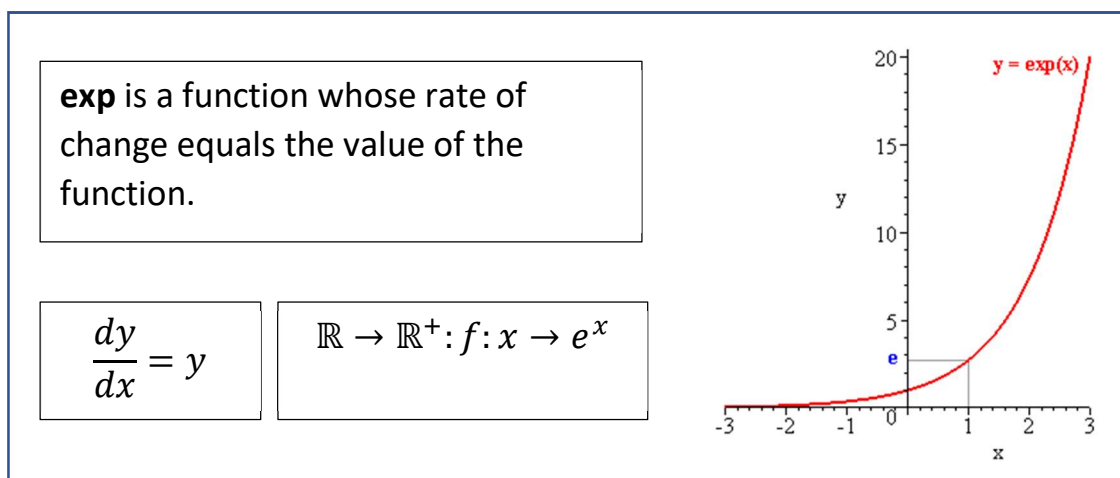 exp is a function whose rate of
change equals the value of the
function.
dy
dx
= y
ℝ → ℝ⁺: f: x → eˣ
y = exp(x)
20
15
y
10
5
e
0
-3 -2 -1 1 2 3
x